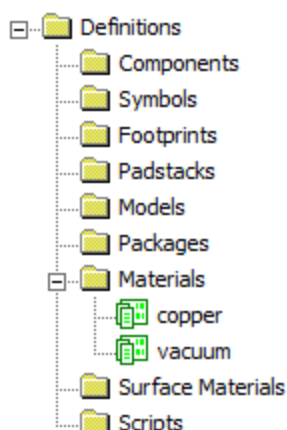 Definitions
Components
Symbols
Footprints
Padstacks
Models
Packages
Materials
copper
vacuum
Surface Materials
Scripts